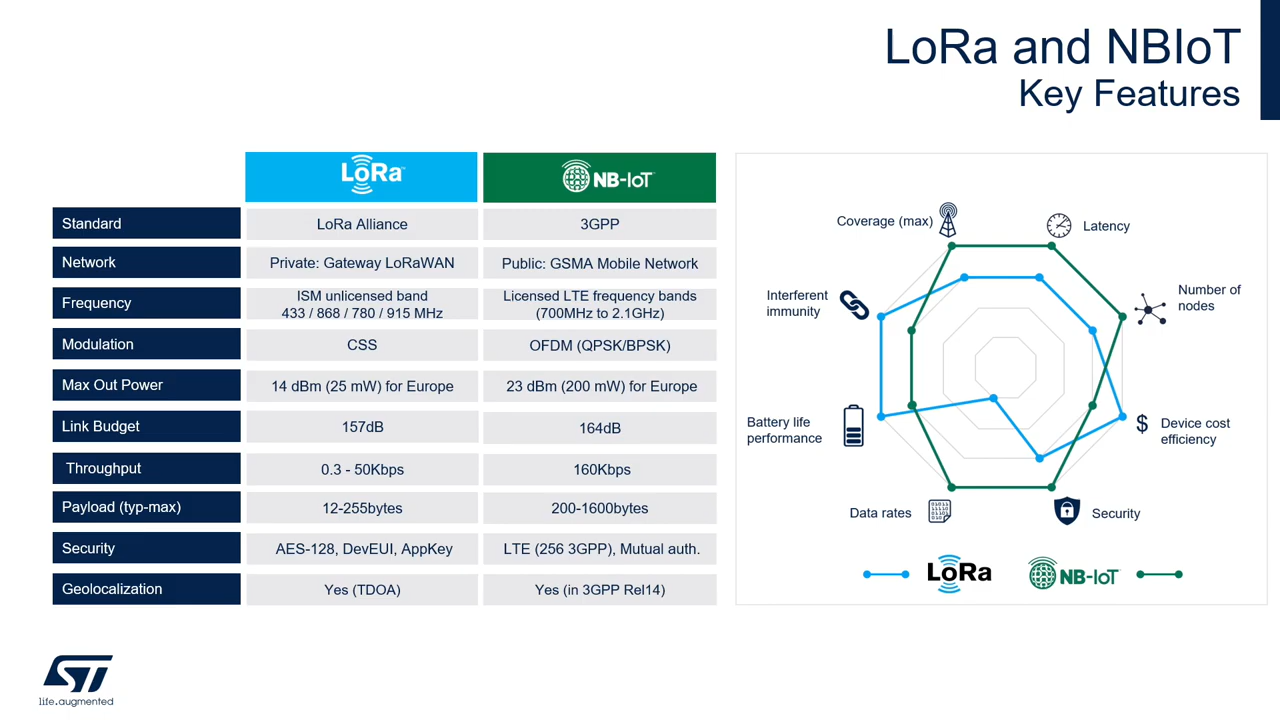 LoRa and NBIoT
Key Features
LoRa™
NB-IoT™
Standard
LoRa Alliance
3GPP
Network
Private: Gateway LoRaWAN
Public: GSMA Mobile Network
Frequency
ISM unlicensed band
433 / 868 / 780 / 915 MHz
Licensed LTE frequency bands
(700MHz to 2.1GHz)
Modulation
CSS
OFDM (QPSK/BPSK)
Max Out Power
14 dBm (25 mW) for Europe
23 dBm (200 mW) for Europe
Link Budget
157dB
164dB
Throughput
0.3 - 50Kbps
160Kbps
Payload (typ-max)
12-255bytes
200-1600bytes
Security
AES-128, DevEUI, AppKey
LTE (256 3GPP), Mutual auth.
Geolocalization
Yes (TDOA)
Yes (in 3GPP Rel14)
Coverage (max)
Latency
Interferent
immunity
Number of
nodes
Battery life
performance
$
Device cost
efficiency
Data rates
Security
LoRa
NB-IoT™
ST
life.augmented